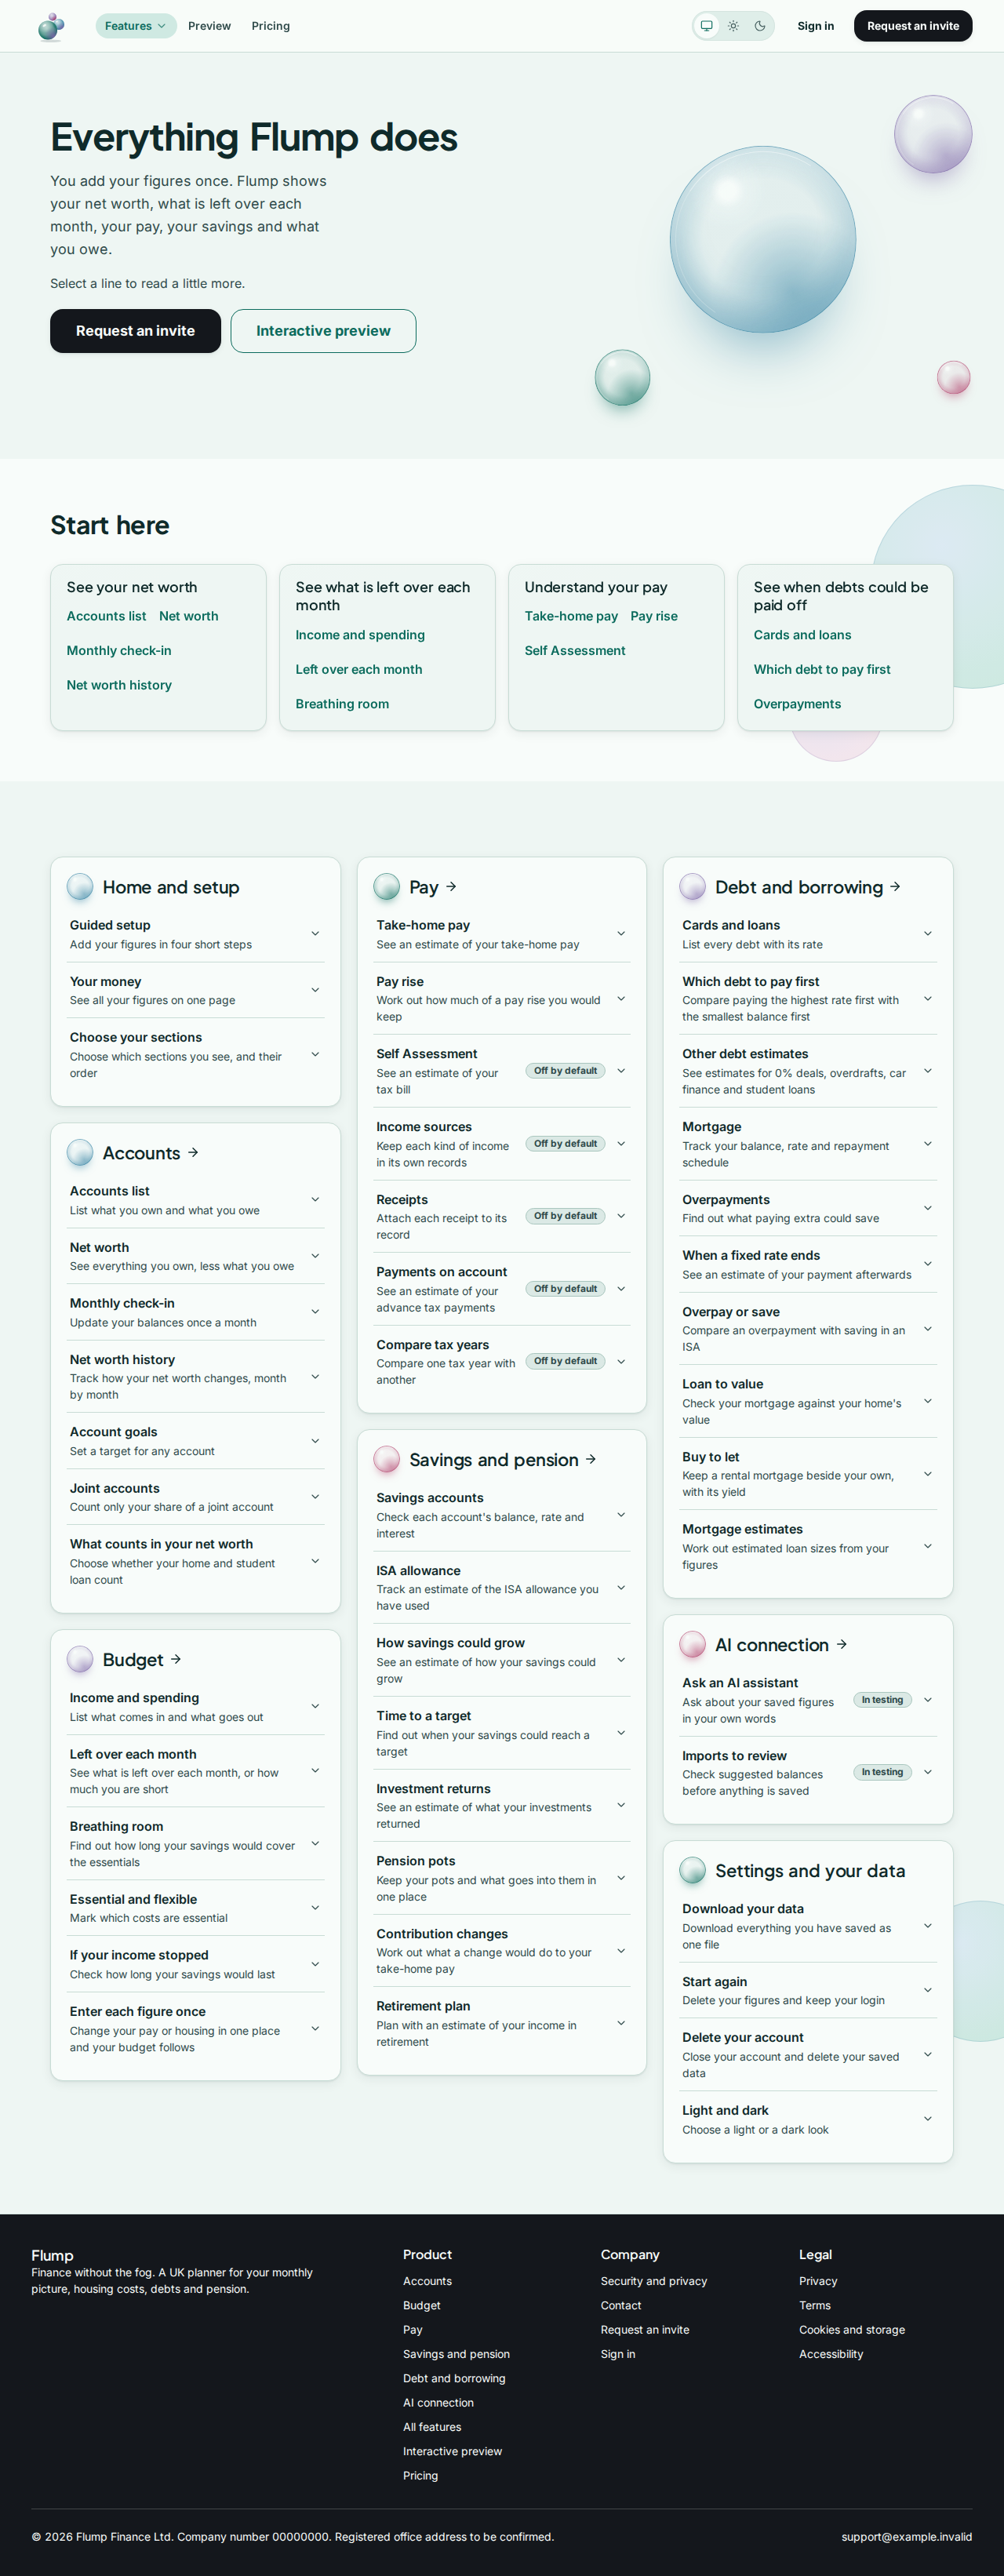 Features
Preview
Pricing
Sign in
Request an invite
Everything Flump does
You add your figures once. Flump shows
your net worth, what is left over each
month, your pay, your savings and what
you owe.
Select a line to read a little more.
Request an invite
Interactive preview
Start here
See your net worth
Accounts list Net worth
Monthly check-in
Net worth history
See what is left over each
month
Income and spending
Left over each month
Breathing room
Understand your pay
Take-home pay Pay rise
Self Assessment
See when debts could be
paid off
Cards and loans
Which debt to pay first
Overpayments
Home and setup
Guided setup
Add your figures in four short steps
Your money
See all your figures on one page
Choose your sections
Choose which sections you see, and their
order
Accounts
Accounts list
List what you own and what you owe
Net worth
See everything you own, less what you owe
Monthly check-in
Update your balances once a month
Net worth history
Track how your net worth changes, month
by month
Account goals
Set a target for any account
Joint accounts
Count only your share of a joint account
What counts in your net worth
Choose whether your home and student
loan count
Budget
Income and spending
List what comes in and what goes out
Left over each month
See what is left over each month, or how
much you are short
Breathing room
Find out how long your savings would cover
the essentials
Essential and flexible
Mark which costs are essential
If your income stopped
Check how long your savings would last
Enter each figure once
Change your pay or housing in one place
and your budget follows
Pay
Take-home pay
See an estimate of your take-home pay
Pay rise
Work out how much of a pay rise you would
keep
Self Assessment
See an estimate of your
tax bill
Off by default
Income sources
Keep each kind of income
in its own records
Off by default
Receipts
Attach each receipt to its
record
Off by default
Payments on account
See an estimate of your
advance tax payments
Off by default
Compare tax years
Compare one tax year with
another
Off by default
Savings and pension
Savings accounts
Check each account's balance, rate and
interest
ISA allowance
Track an estimate of the ISA allowance you
have used
How savings could grow
See an estimate of how your savings could
grow
Time to a target
Find out when your savings could reach a
target
Investment returns
See an estimate of what your investments
returned
Pension pots
Keep your pots and what goes into them in
one place
Contribution changes
Work out what a change would do to your
take-home pay
Retirement plan
Plan with an estimate of your income in
retirement
Debt and borrowing
Cards and loans
List every debt with its rate
Which debt to pay first
Compare paying the highest rate first with
the smallest balance first
Other debt estimates
See estimates for 0% deals, overdrafts, car
finance and student loans
Mortgage
Track your balance, rate and repayment
schedule
Overpayments
Find out what paying extra could save
When a fixed rate ends
See an estimate of your payment afterwards
Overpay or save
Compare an overpayment with saving in an
ISA
Loan to value
Check your mortgage against your home's
value
Buy to let
Keep a rental mortgage beside your own,
with its yield
Mortgage estimates
Work out estimated loan sizes from your
figures
AI connection
Ask an AI assistant
Ask about your saved figures
in your own words
In testing
Imports to review
Check suggested balances
before anything is saved
In testing
Settings and your data
Download your data
Download everything you have saved as
one file
Start again
Delete your figures and keep your login
Delete your account
Close your account and delete your saved
data
Light and dark
Choose a light or a dark look
Flump
Finance without the fog. A UK planner for your monthly
picture, housing costs, debts and pension.
Product
Accounts
Budget
Pay
Savings and pension
Debt and borrowing
AI connection
All features
Interactive preview
Pricing
Company
Security and privacy
Contact
Request an invite
Sign in
Legal
Privacy
Terms
Cookies and storage
Accessibility
© 2026 Flump Finance Ltd. Company number 00000000. Registered office address to be confirmed.
support@example.invalid